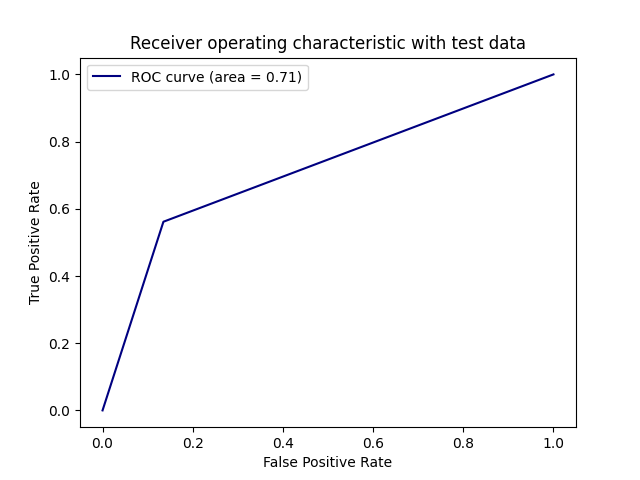 Receiver operating characteristic with test data
ROC curve (area = 0.71)
1.0
0.8
0.6
0.4
0.2
0.0
True Positive Rate
0.0 0.2 0.4 0.6 0.8 1.0
False Positive Rate